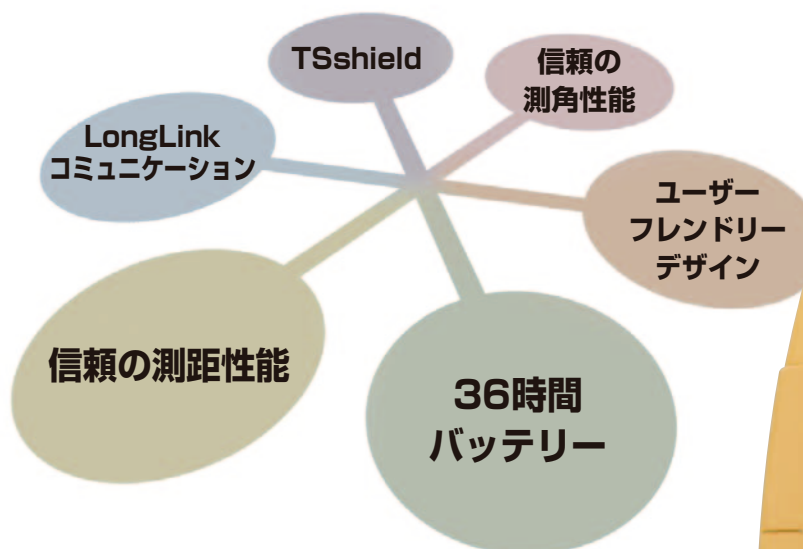 TSshield
信頼の
測角性能
LongLink
コミュニケーション
ユーザー
フレンドリー
デザイン
信頼の測距性能
36時間
バッテリー